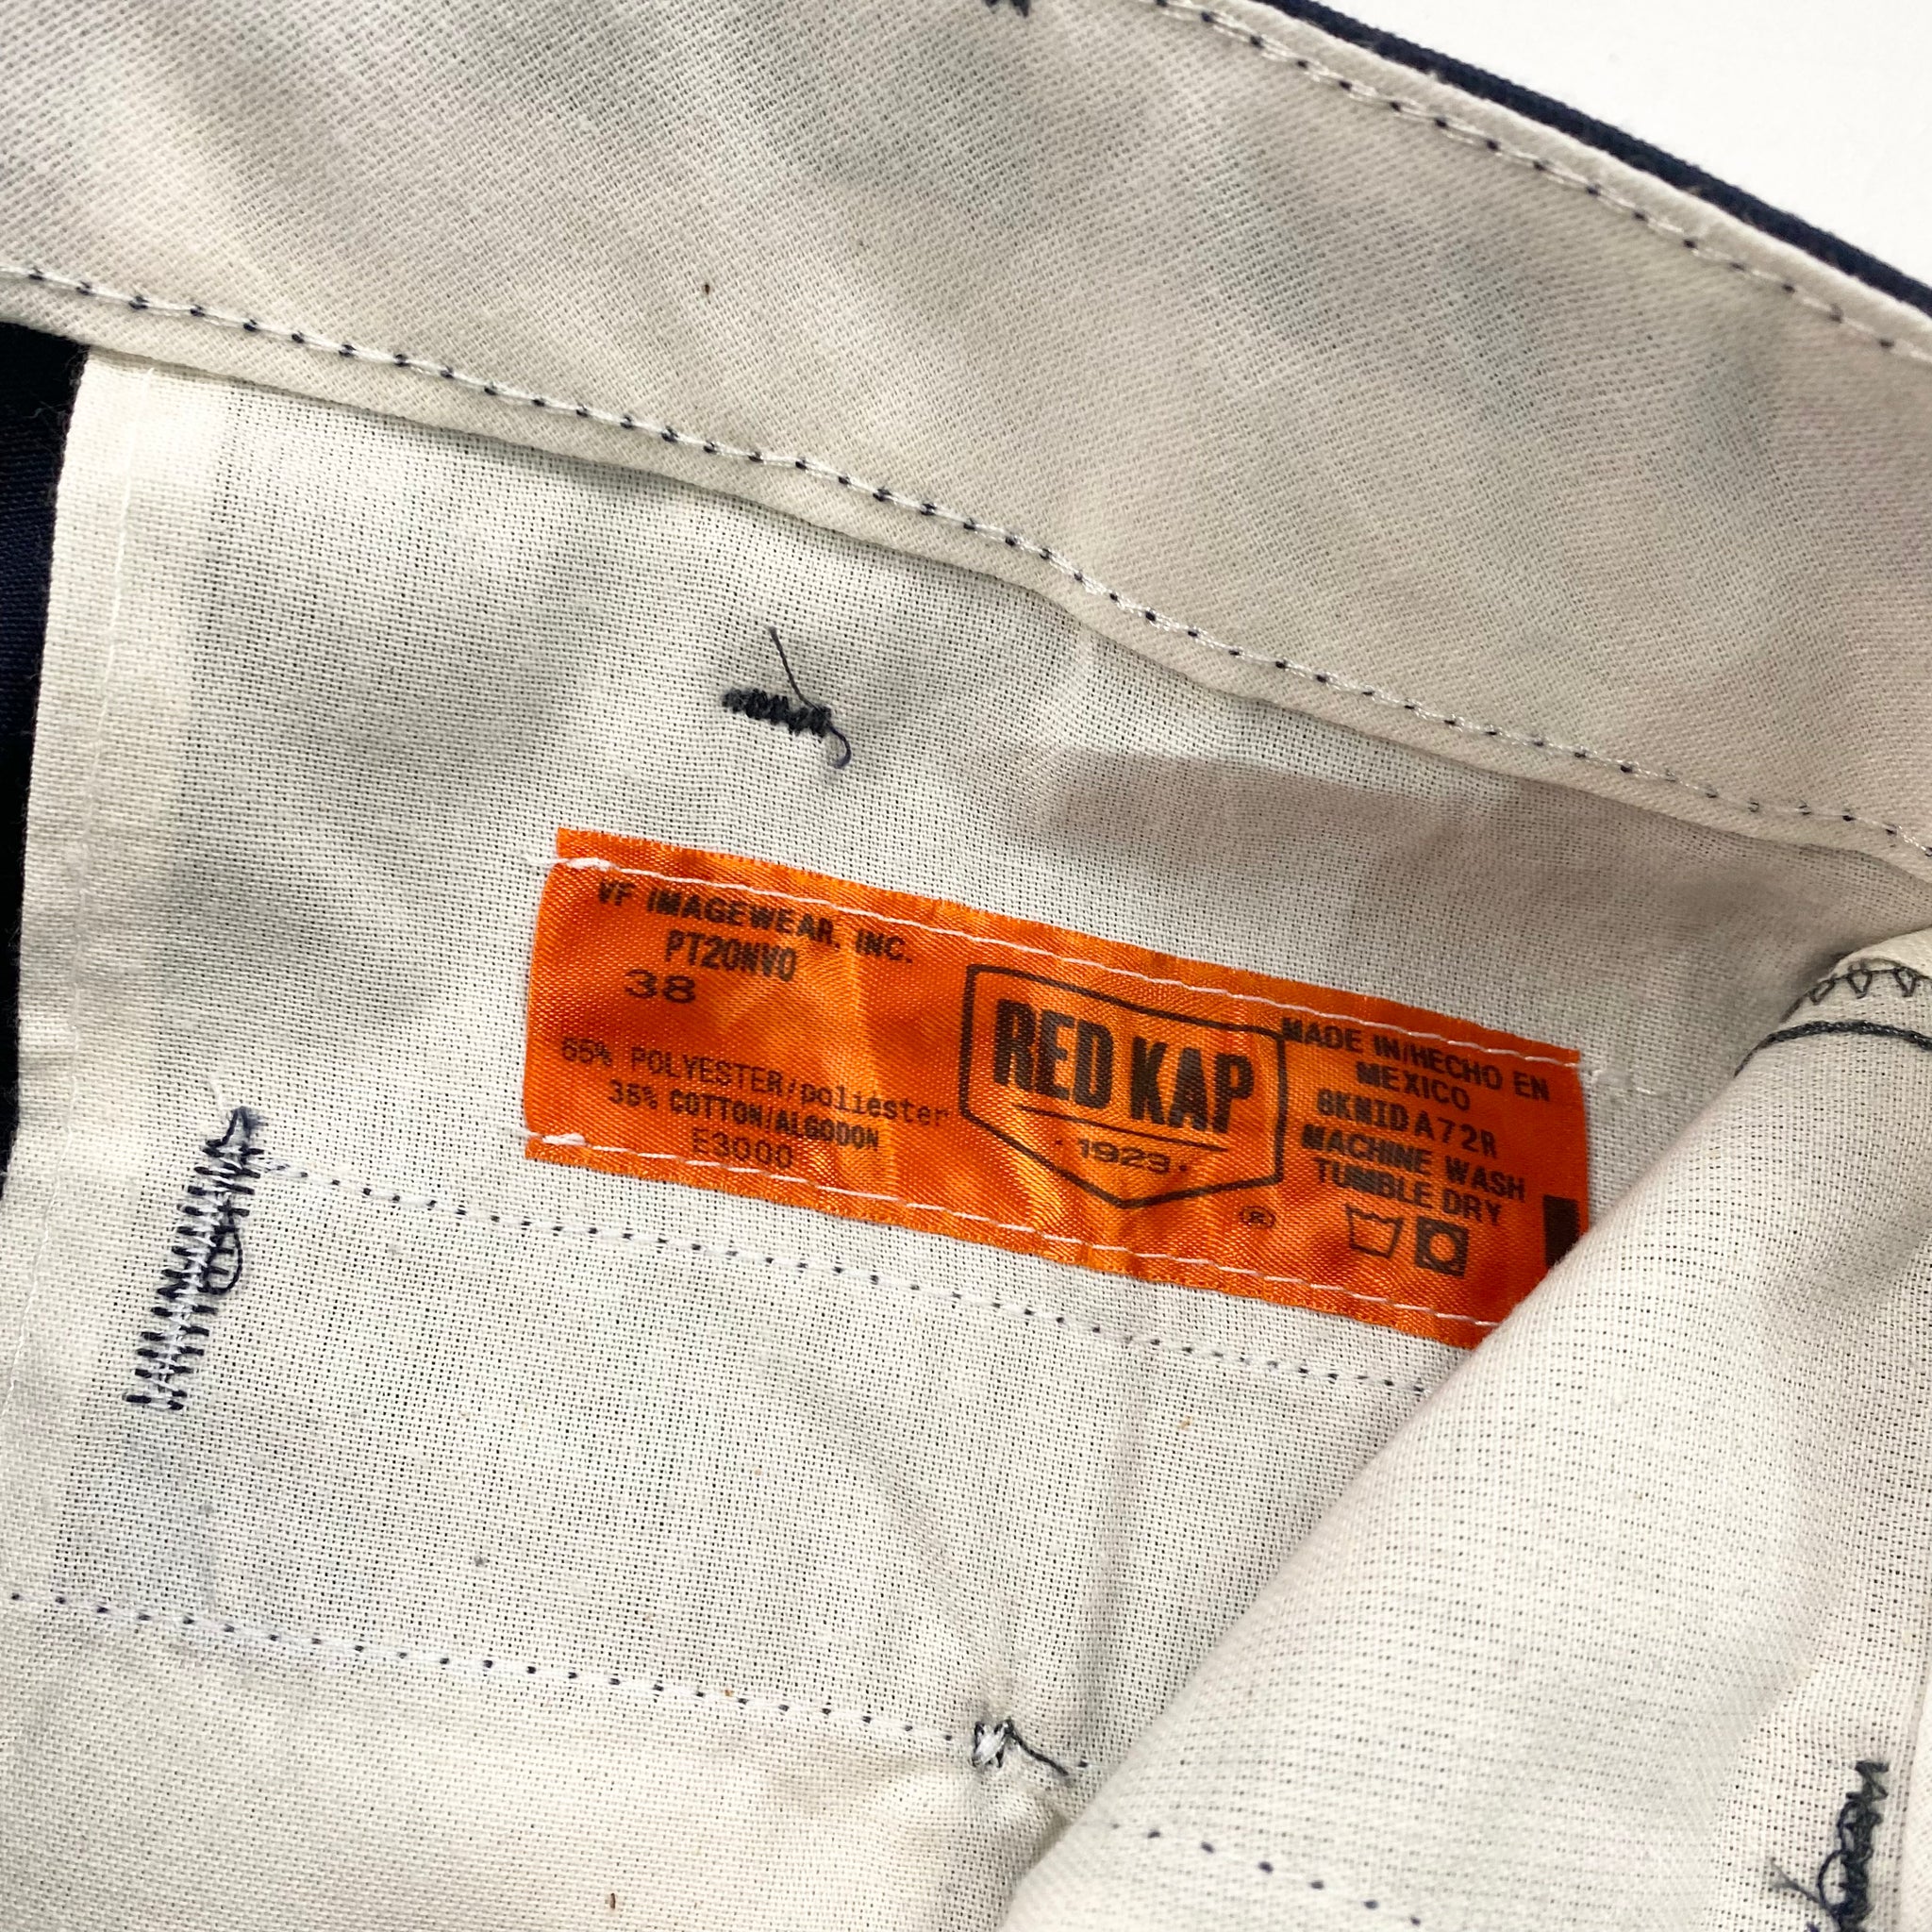 VF IMAGEWEAR, INC.
PT20NV0
38
65% POLYESTER/poliéster
35% COTTON/ALGODON
E3000
RED KAP
· 1923 ·
®
MADE IN/HECHO EN
MEXICO
MACHINE WASH
TUMBLE DRY